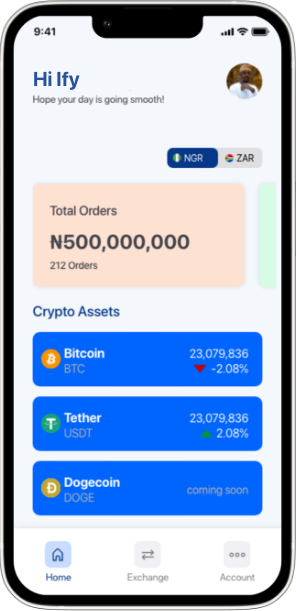 9:41
Hi Ify
Hope your day is going smooth!
NGR ZAR
Total Orders
₦500,000,000
212 Orders
Crypto Assets
Bitcoin 23,079,836
BTC -2.08%
Tether 23,079,836
USDT 2.08%
Dogecoin
DOGE coming soon
Home Exchange Account